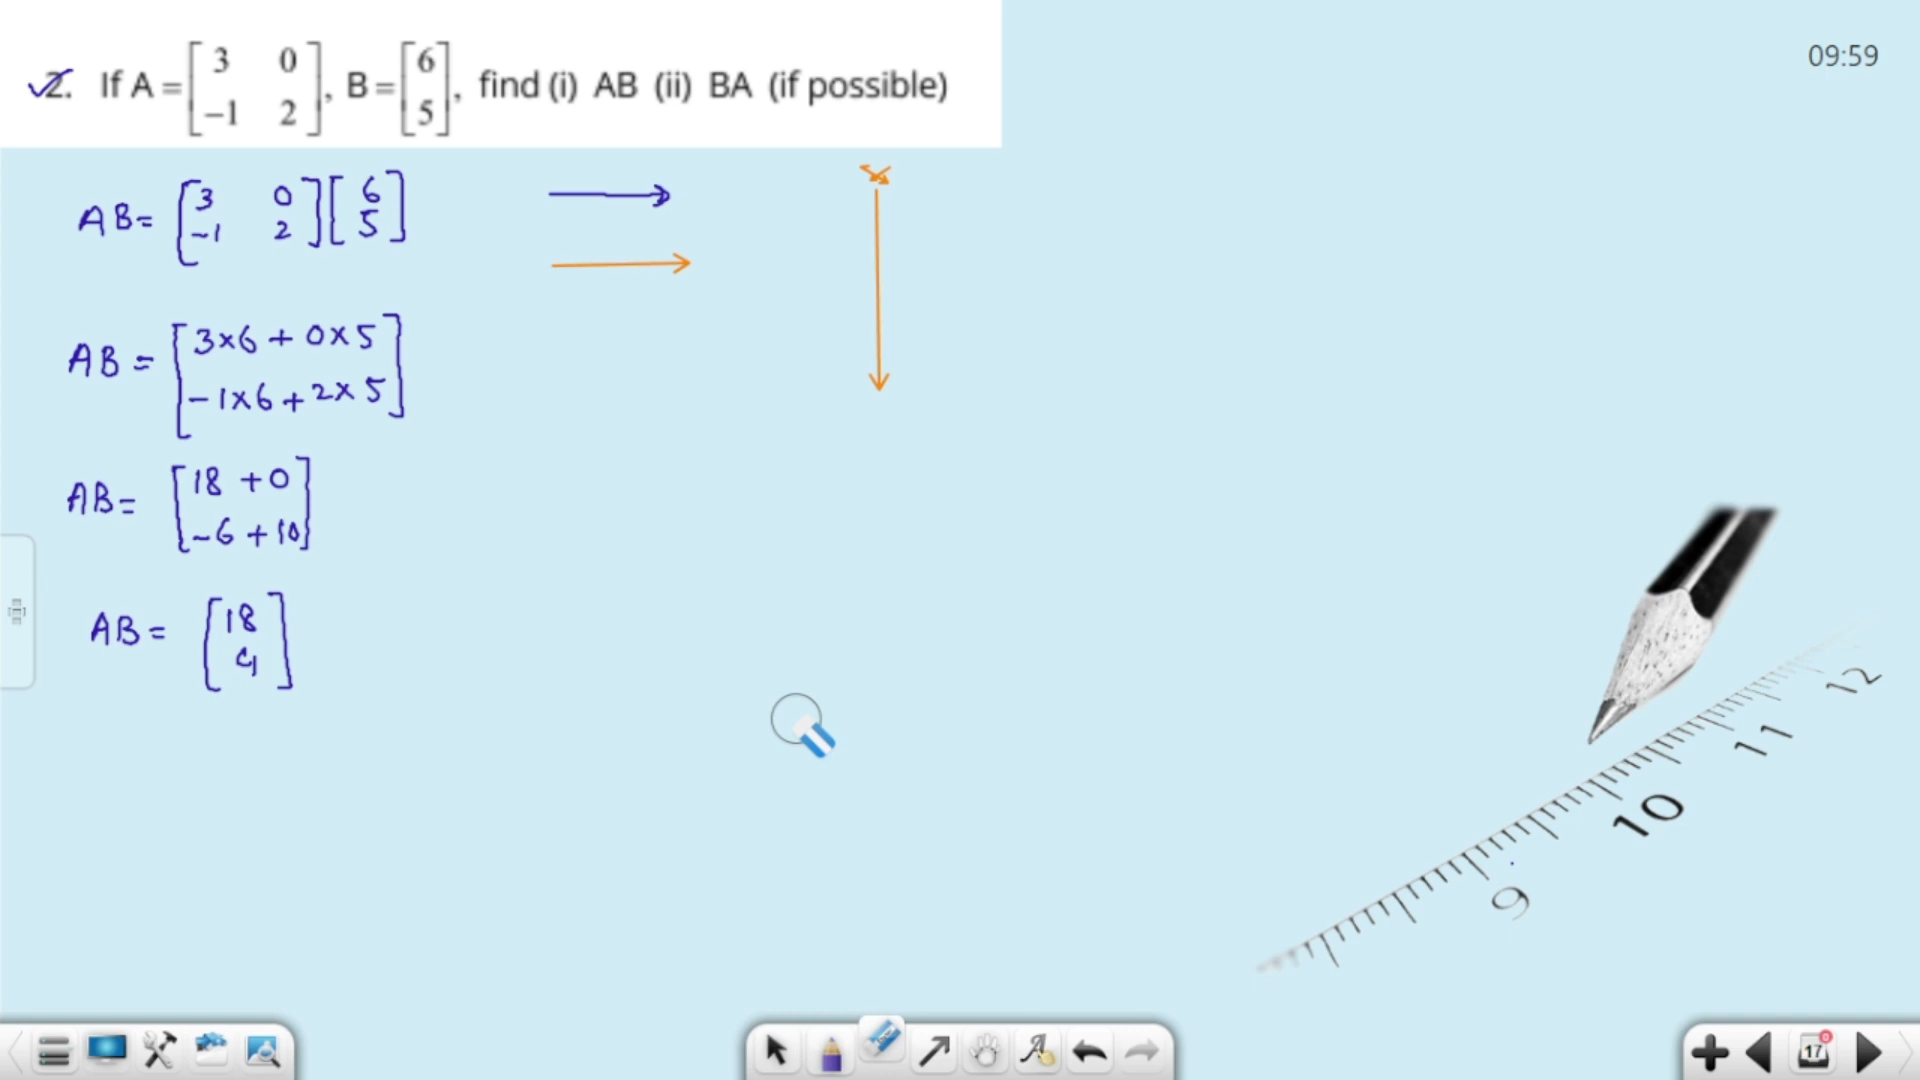 2. If A = [3 0 -1 2], B = [6 5], find (i) AB (ii) BA (if possible)
09:59
AB = [3 0 -1 2][6 5]
AB = [3×6 + 0×5 -1×6 + 2×5]
AB = [18 + 0 -6 + 10]
AB = [18 4]
9 10 11 12
17
0